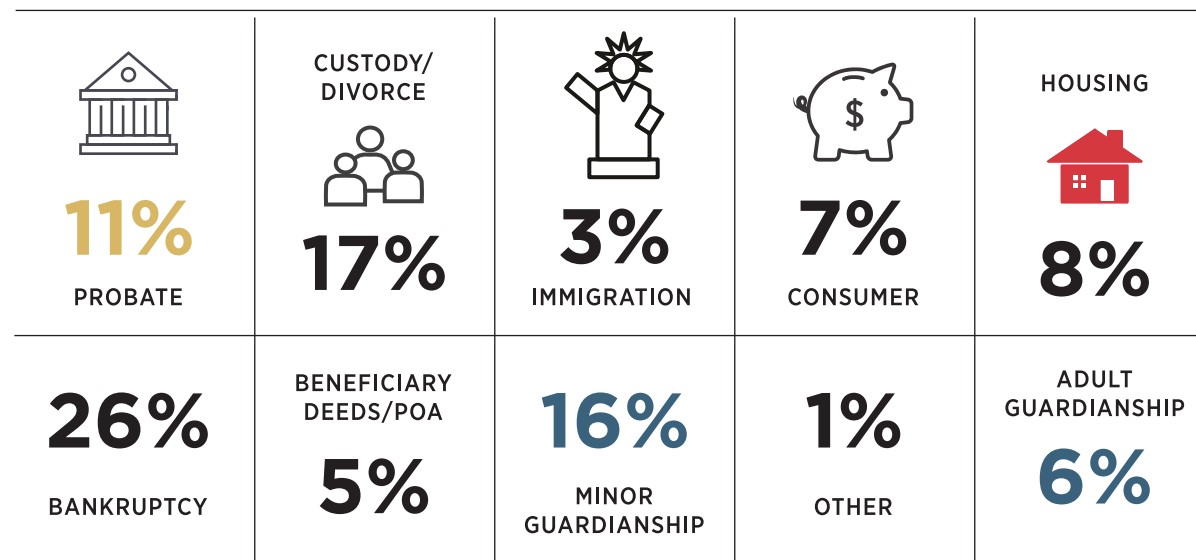 11%
PROBATE
CUSTODY/
DIVORCE
17%
3%
IMMIGRATION
$
7%
CONSUMER
HOUSING
8%
26%
BANKRUPTCY
BENEFICIARY
DEEDS/POA
5%
16%
MINOR
GUARDIANSHIP
1%
OTHER
ADULT
GUARDIANSHIP
6%